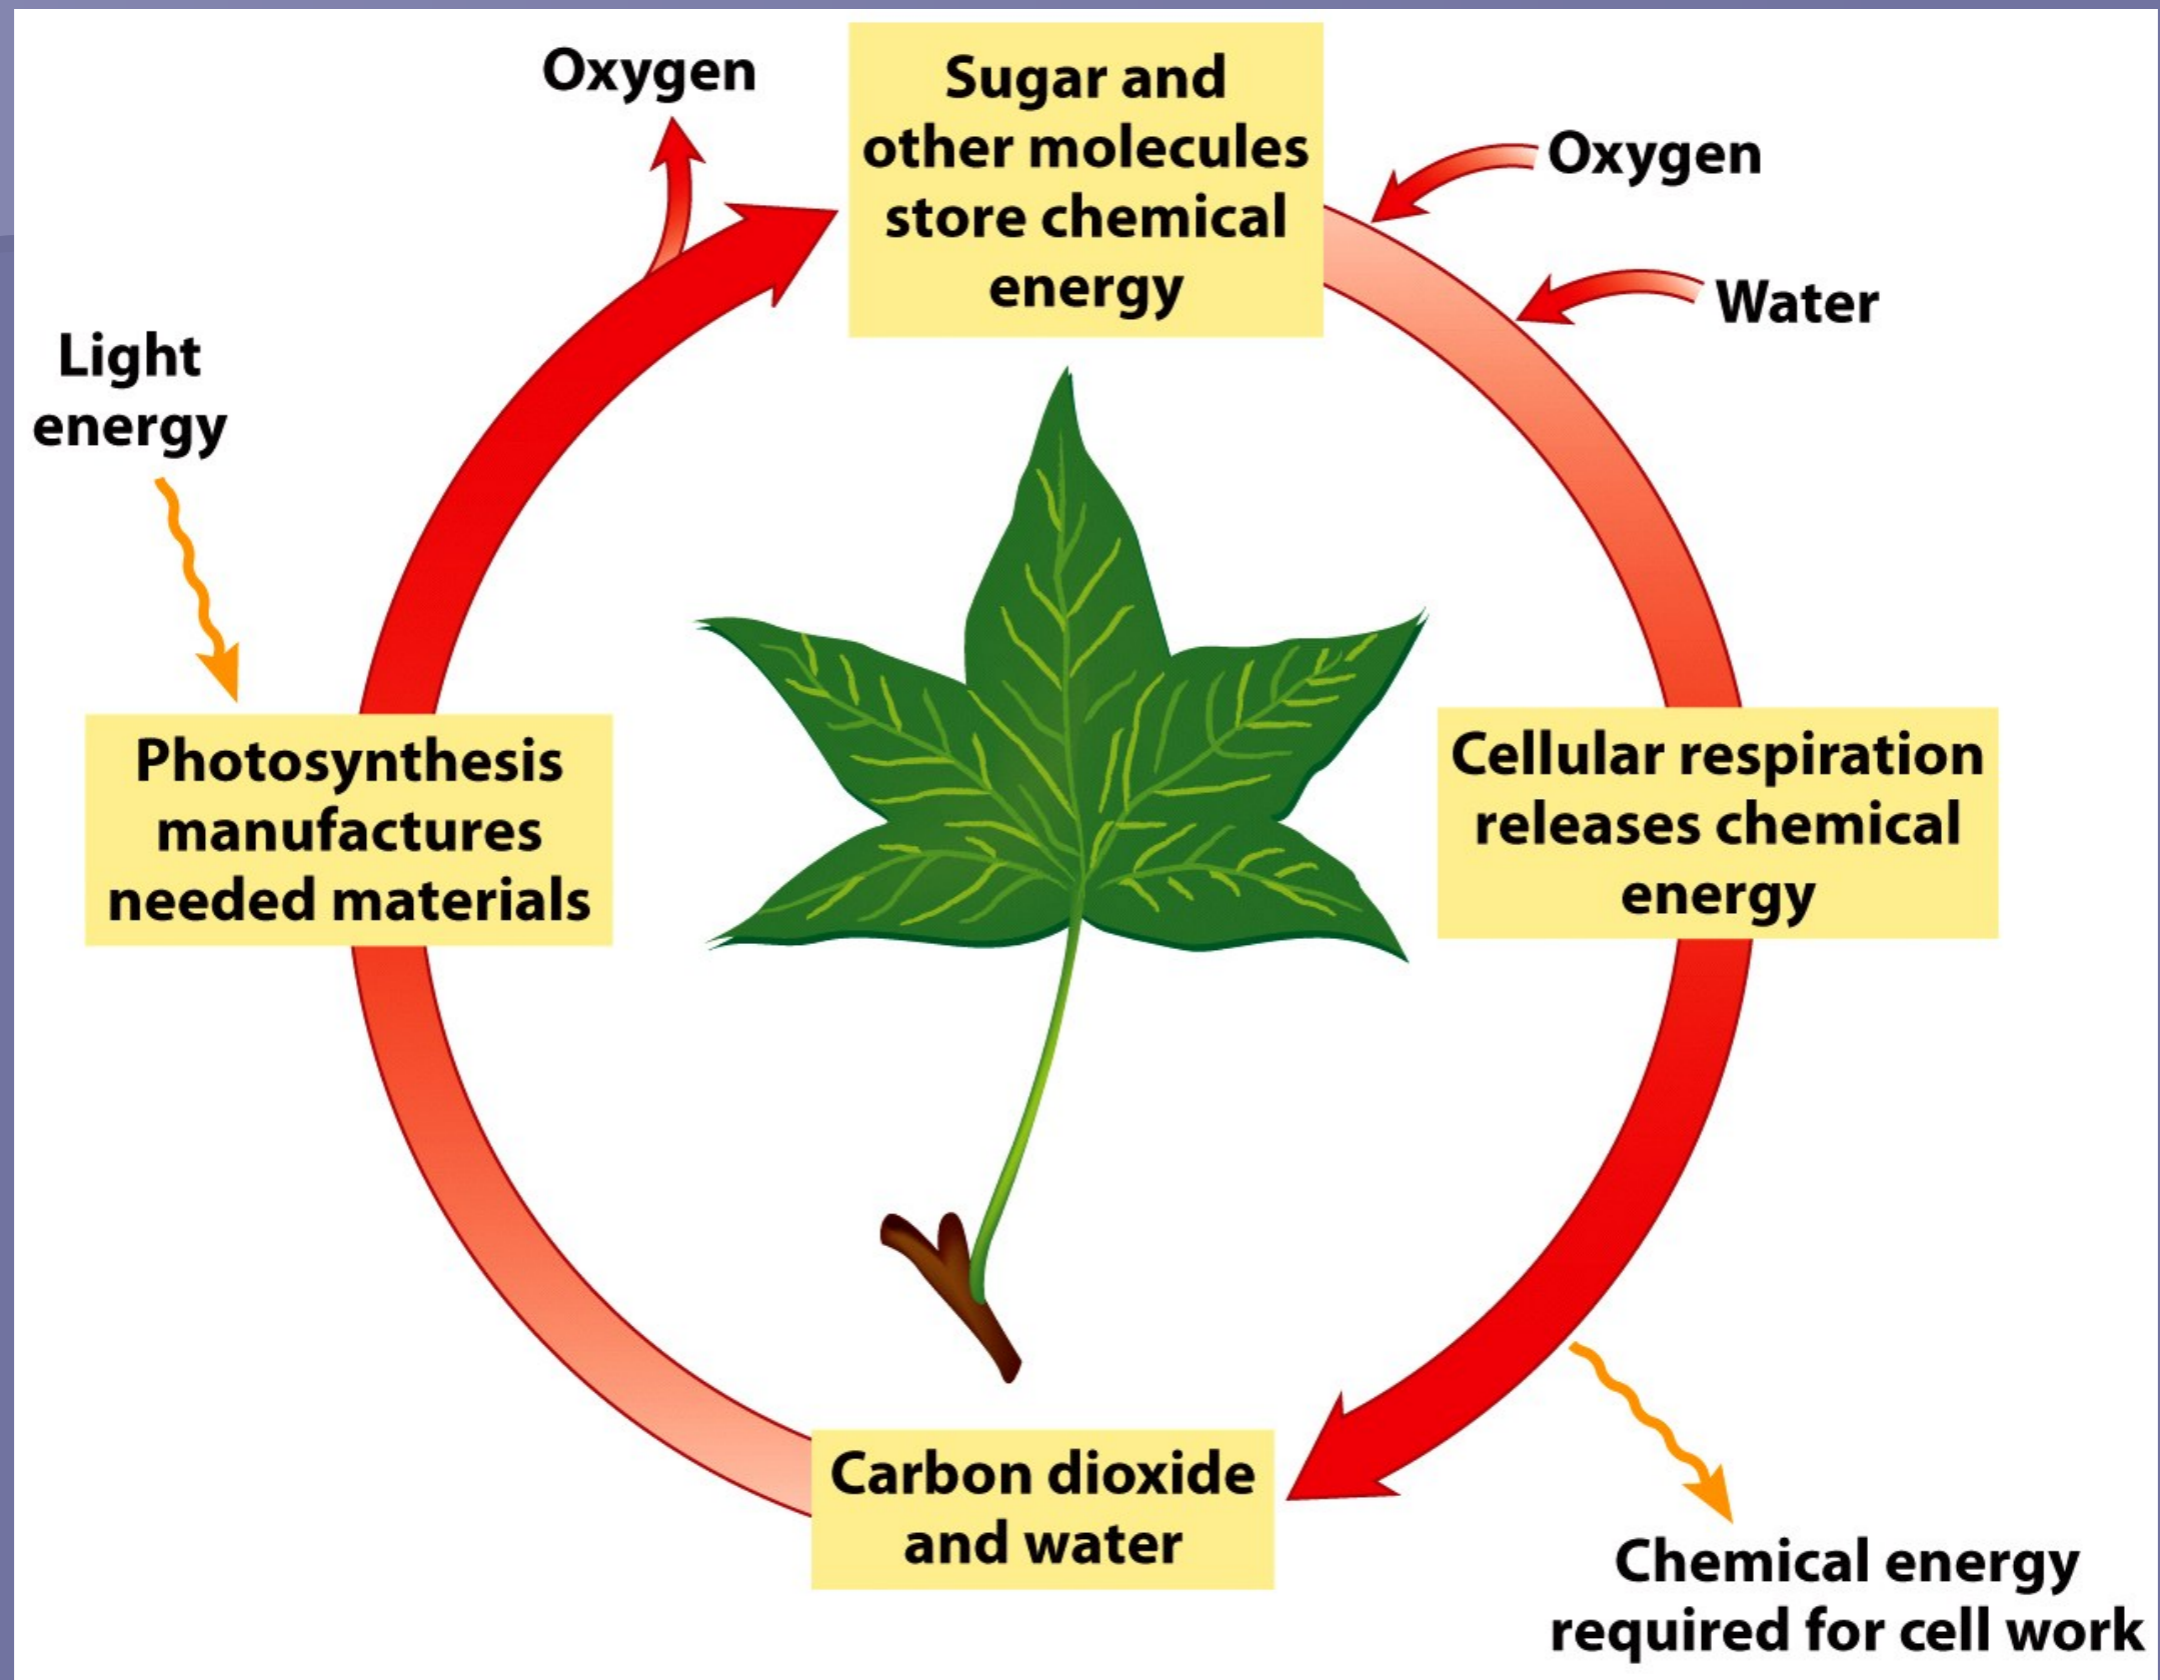 Oxygen
Sugar and
other molecules
store chemical
energy
Oxygen
Water
Light
energy
Photosynthesis
manufactures
needed materials
Cellular respiration
releases chemical
energy
Carbon dioxide
and water
Chemical energy
required for cell work